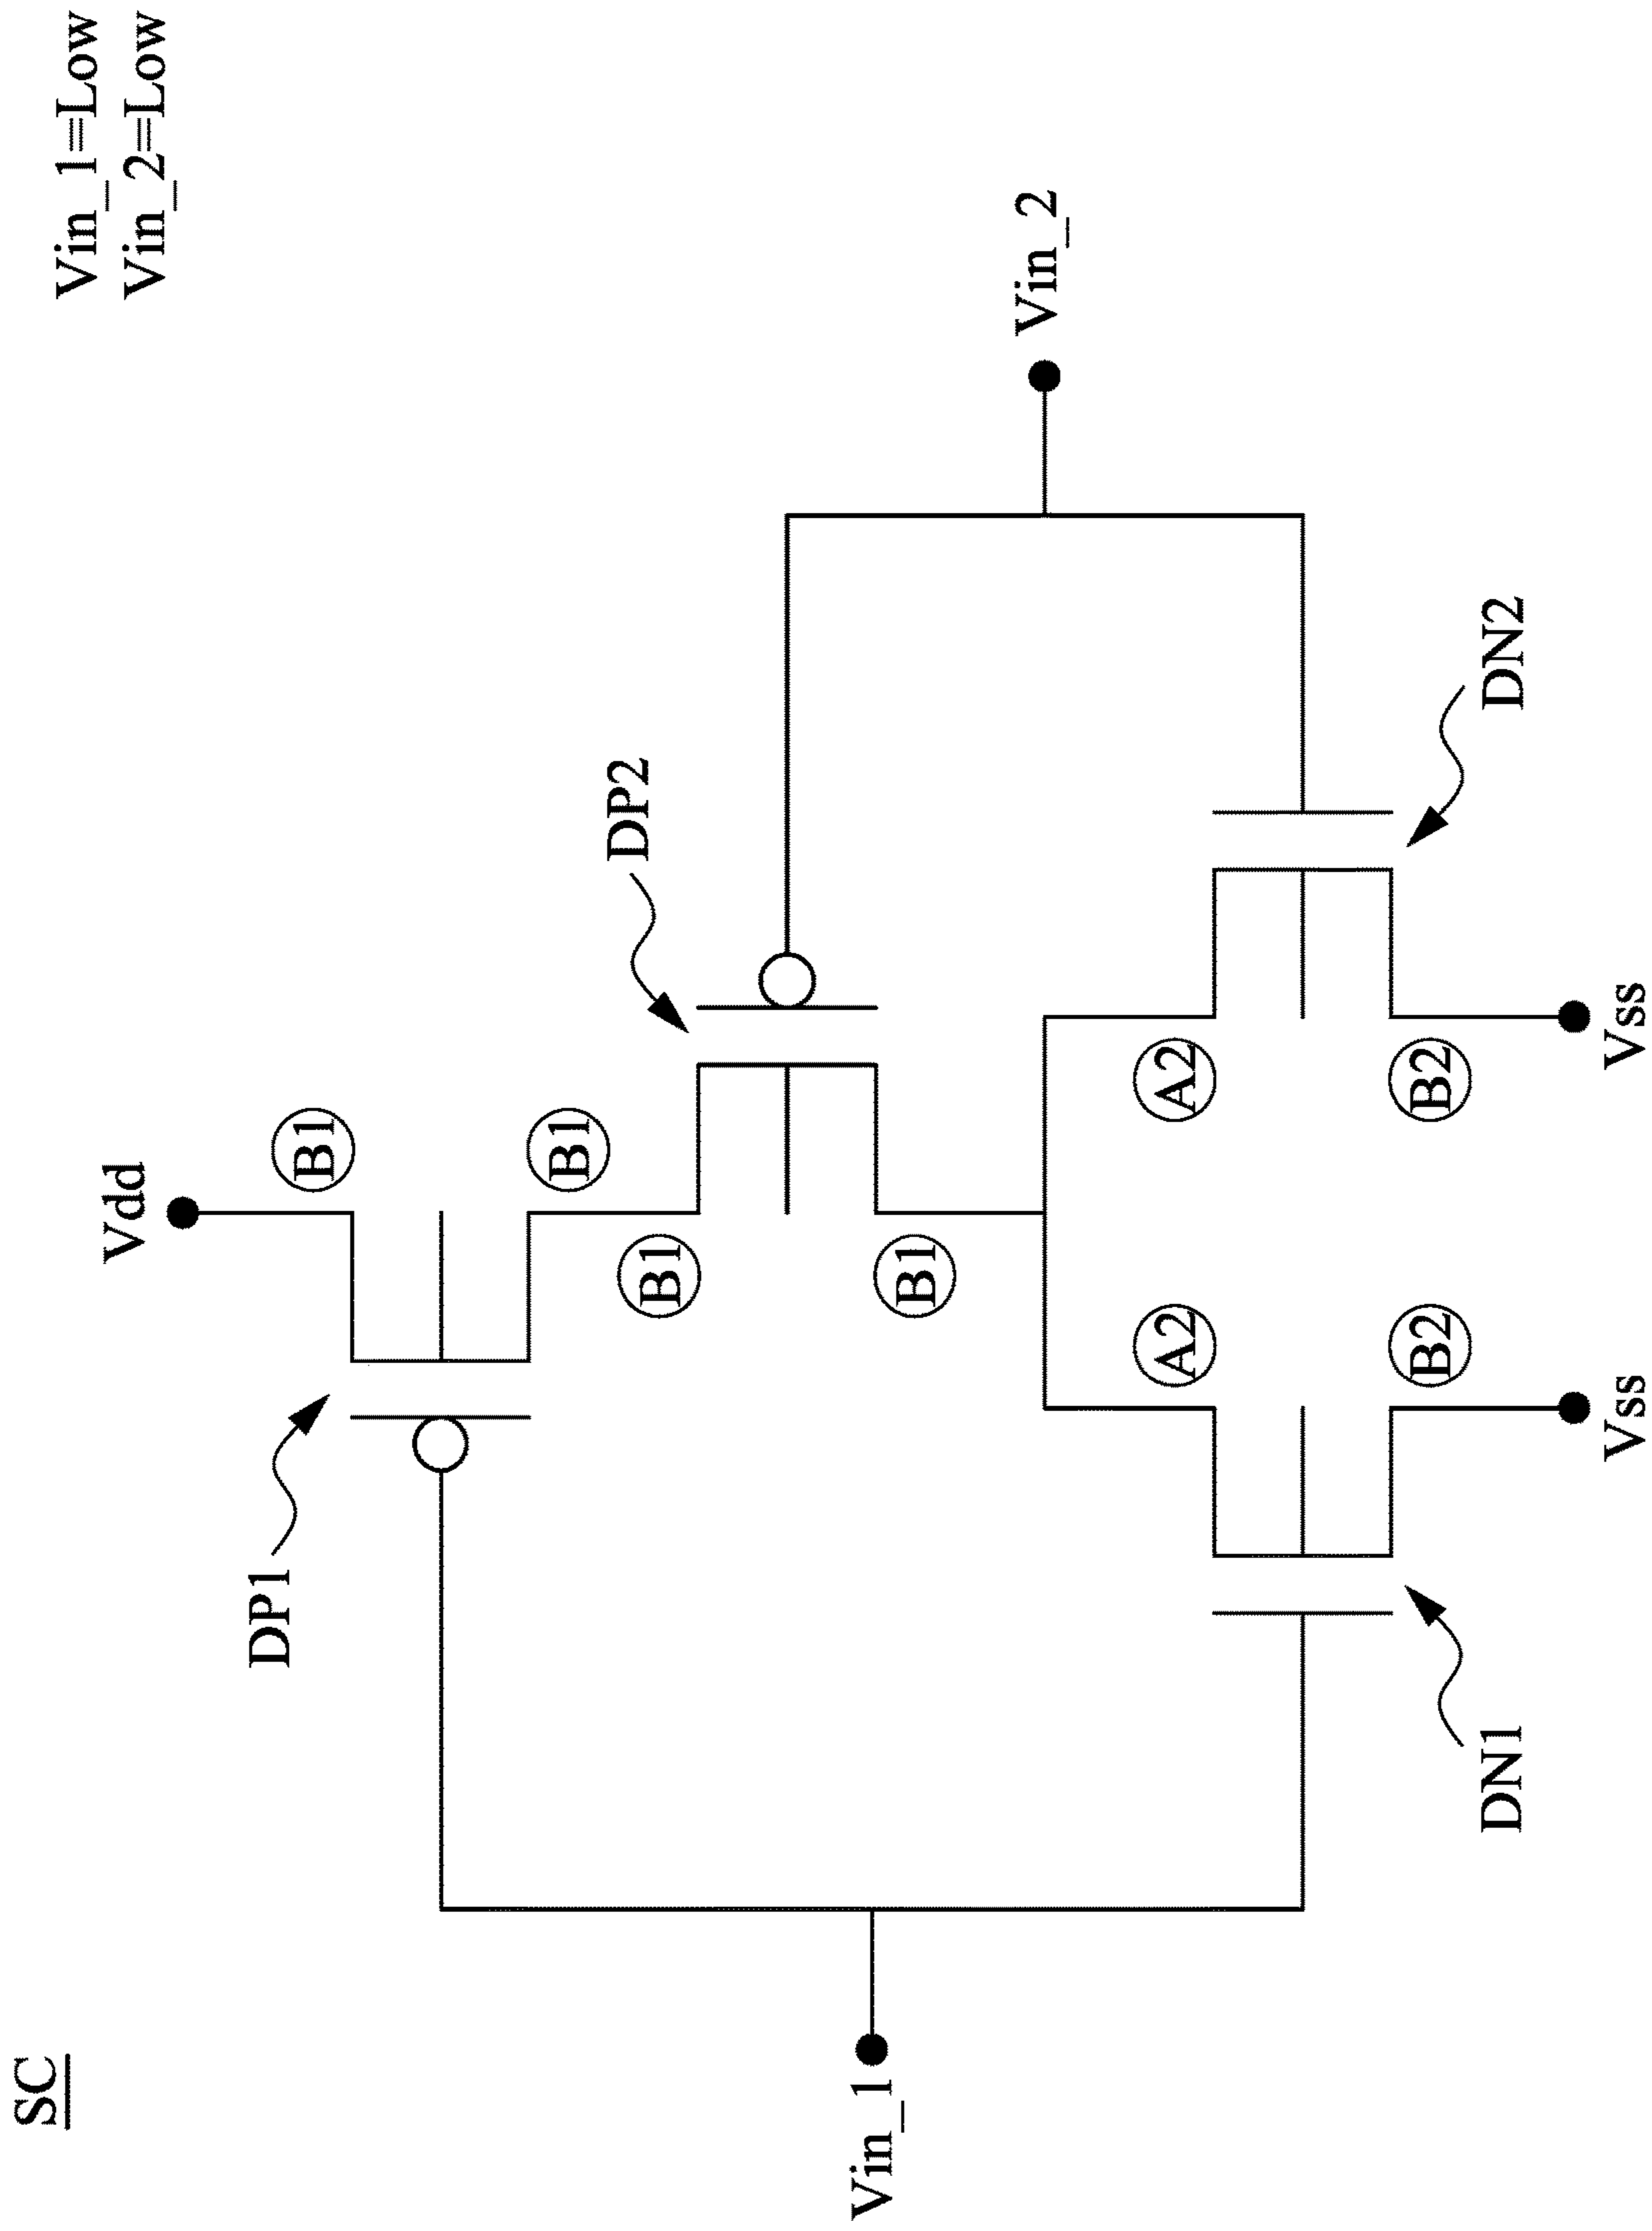 SC
Vin_1=Low
Vin_2=Low
Vdd
DP1
B1
B1
DP2
B1
Vin_1
B1
Vin_2
A2
A2
B2
B2
DN1
DN2
Vss
Vss